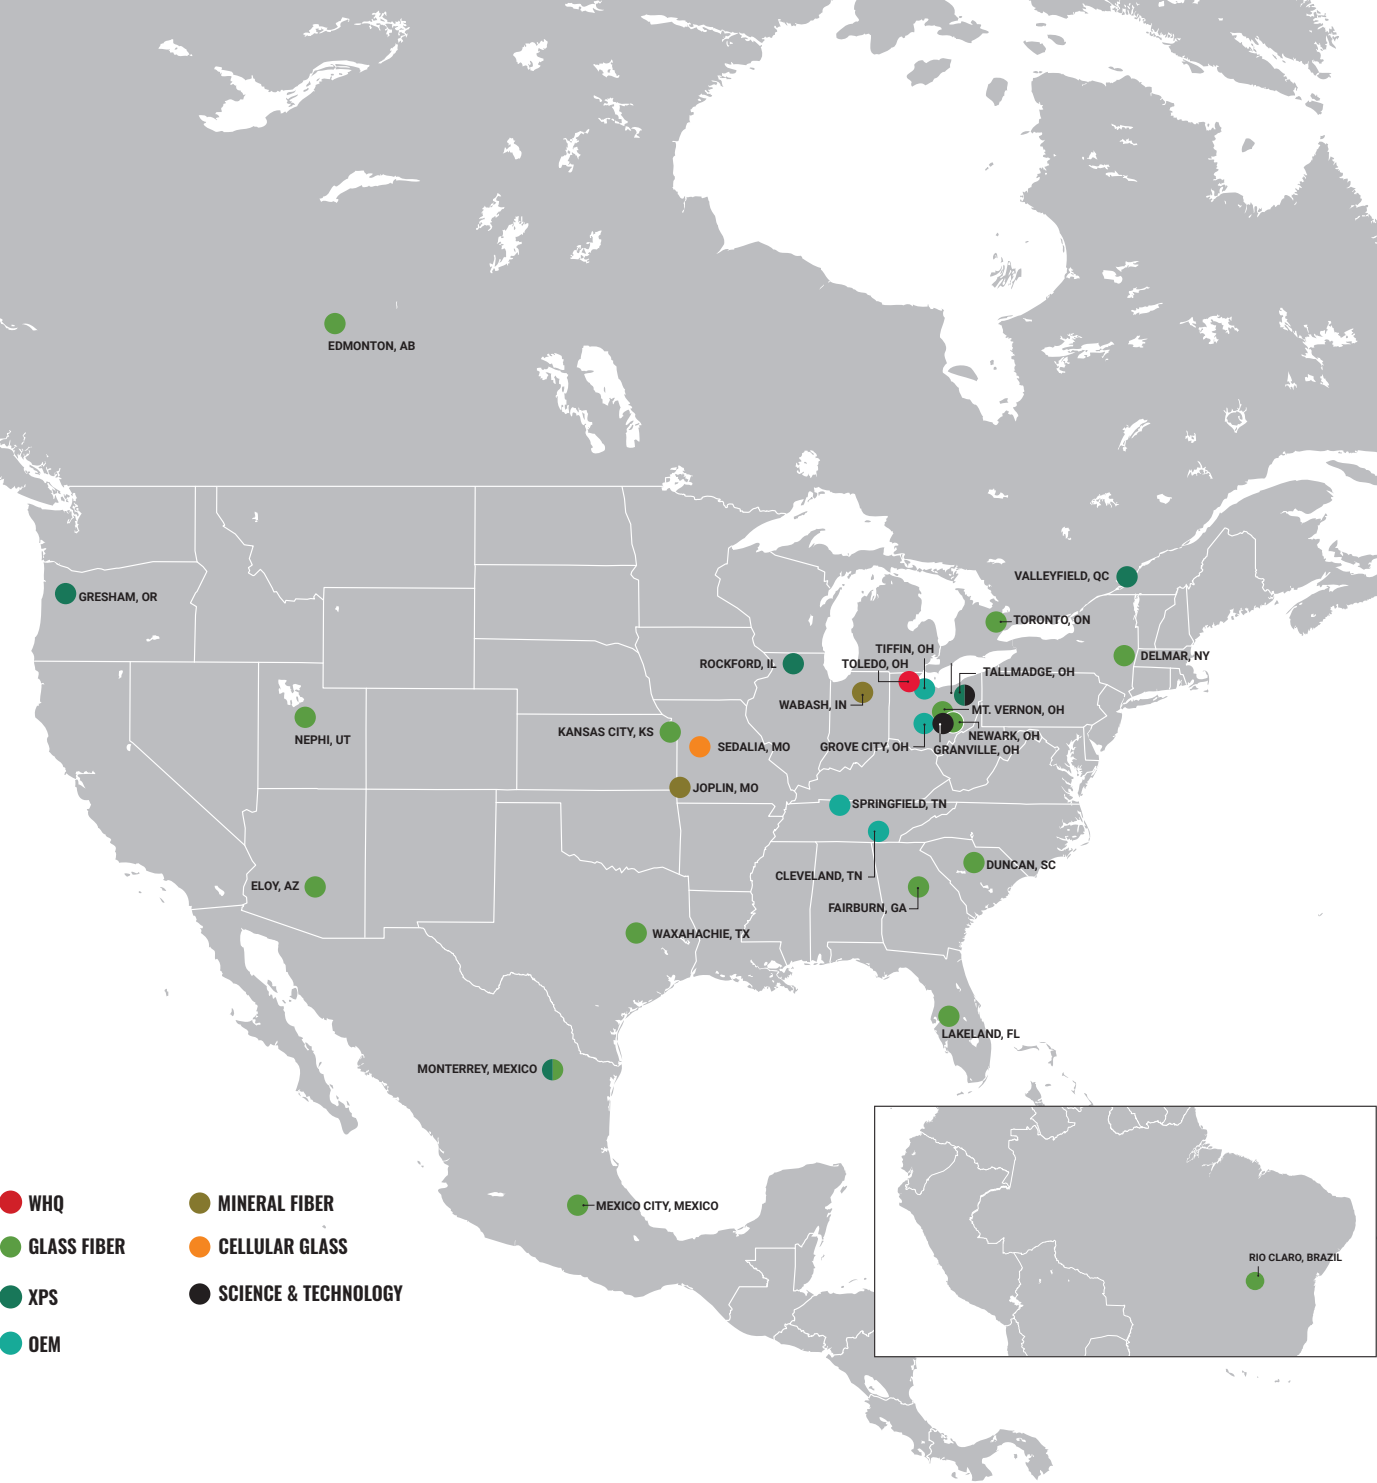 EDMONTON, AB
VALLEYFIELD, QC
GRESHAM, OR
TORONTO, ON
TIFFIN, OH
DELMAR, NY
ROCKFORD, IL
TOLEDO, OH
TALLMADGE, OH
WABASH, IN
MT. VERNON, OH
NEPHI, UT
KANSAS CITY, KS
NEWARK, OH
SEDALIA, MO
GROVE CITY, OH
GRANVILLE, OH
JOPLIN, MO
SPRINGFIELD, TN
DUNCAN, SC
CLEVELAND, TN
ELOY, AZ
FAIRBURN, GA
WAXAHACHIE, TX
LAKELAND, FL
MONTERREY, MEXICO
MEXICO CITY, MEXICO
RIO CLARO, BRAZIL
WHQ
GLASS FIBER
XPS
OEM
MINERAL FIBER
CELLULAR GLASS
SCIENCE & TECHNOLOGY